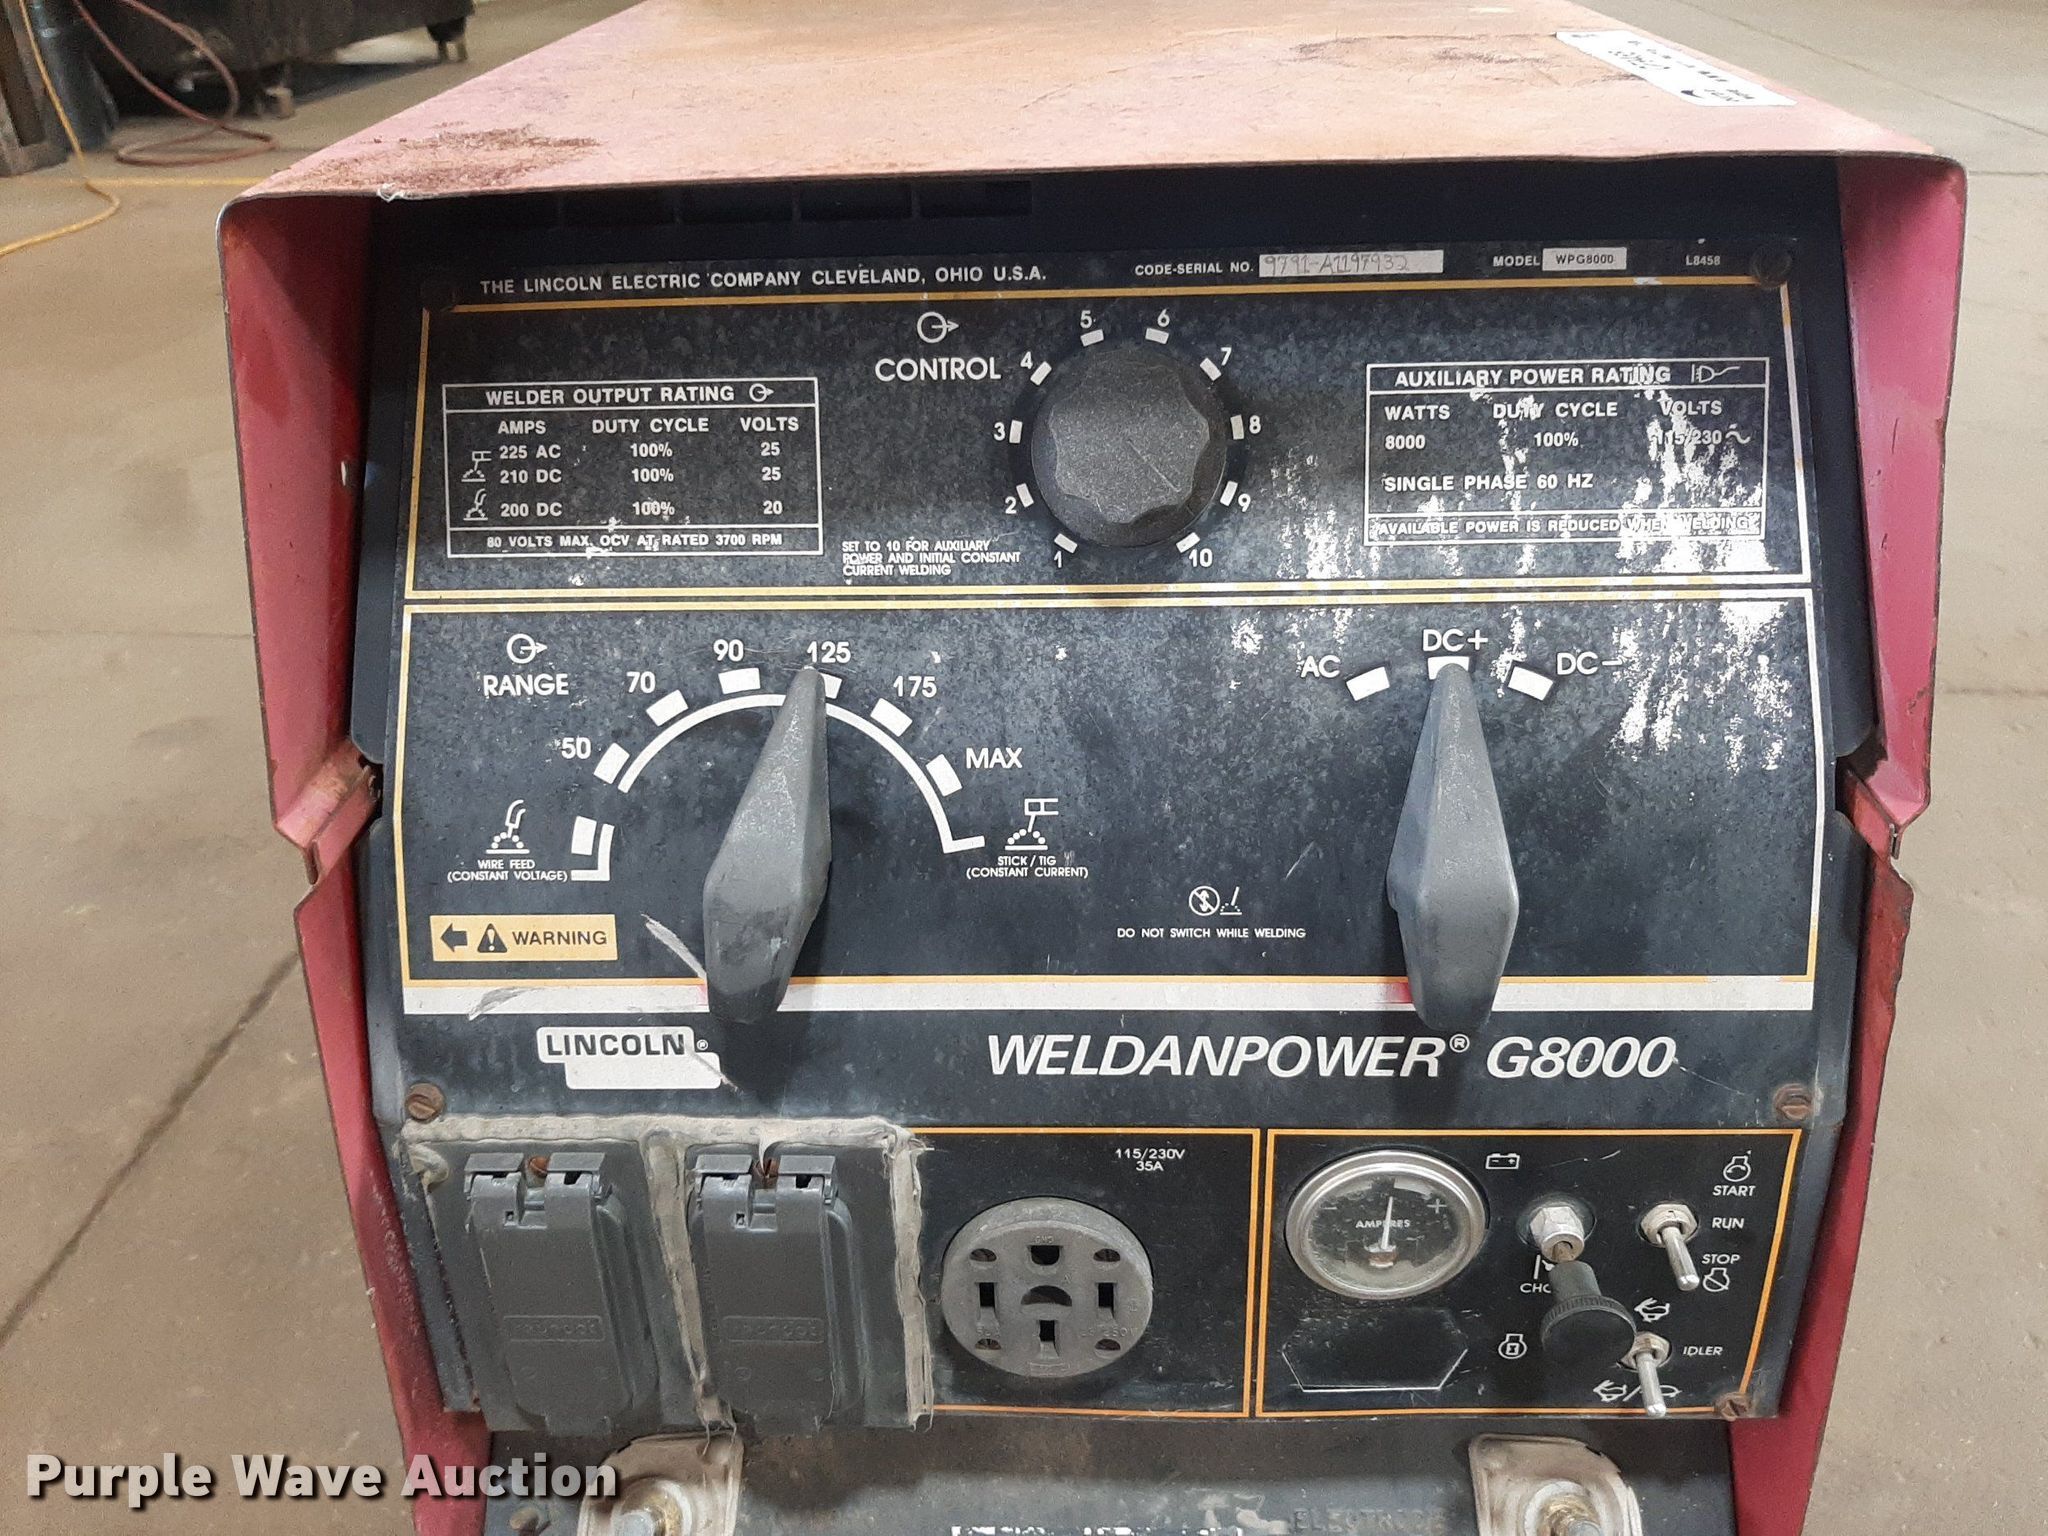 THE LINCOLN ELECTRIC COMPANY CLEVELAND, OHIO U.S.A.
CODE-SERIAL NO. 9791-A1197932
MODEL WPG8000
L8458
WELDER OUTPUT RATING
AMPS DUTY CYCLE VOLTS
225 AC 100% 25
210 DC 100% 25
200 DC 100% 20
80 VOLTS MAX. OCV AT RATED 3700 RPM
CONTROL
1
2
3
4
5
6
7
8
9
10
SET TO 10 FOR AUXILIARY
POWER AND INITIAL CONSTANT
CURRENT WELDING
AUXILIARY POWER RATING
WATTS DUTY CYCLE VOLTS
8000 100% 115/230
SINGLE PHASE 60 HZ
AVAILABLE POWER IS REDUCED WHEN WELDING
RANGE
50
70
90
125
175
MAX
WIRE FEED
(CONSTANT VOLTAGE)
STICK / TIG
(CONSTANT CURRENT)
WARNING
AC
DC+
DC-
DO NOT SWITCH WHILE WELDING
LINCOLN ®
WELDANPOWER® G8000
115/230V
35A
GND
AMPERES
- +
START
RUN
STOP
IDLER
ELECTRODE
Purple Wave Auction